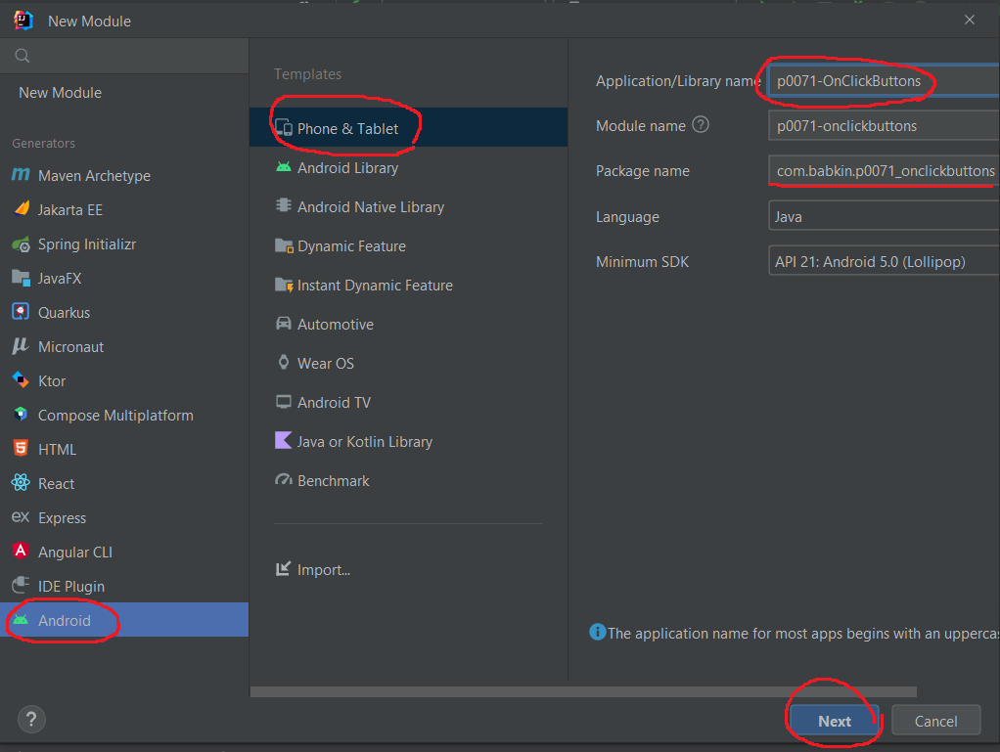 New Module
New Module
Generators
Maven Archetype
Jakarta EE
Spring Initializr
JavaFX
Quarkus
Micronaut
Ktor
Compose Multiplatform
HTML
React
Express
Angular CLI
IDE Plugin
Android
Templates
Phone & Tablet
Android Library
Android Native Library
Dynamic Feature
Instant Dynamic Feature
Automotive
Wear OS
Android TV
Java or Kotlin Library
Benchmark
Import...
Application/Library name p0071-OnClickButtons
Module name ? p0071-onclickbuttons
Package name com.babkin.p0071_onclickbuttons
Language Java
Minimum SDK API 21: Android 5.0 (Lollipop)
The application name for most apps begins with an upperca
? Next Cancel